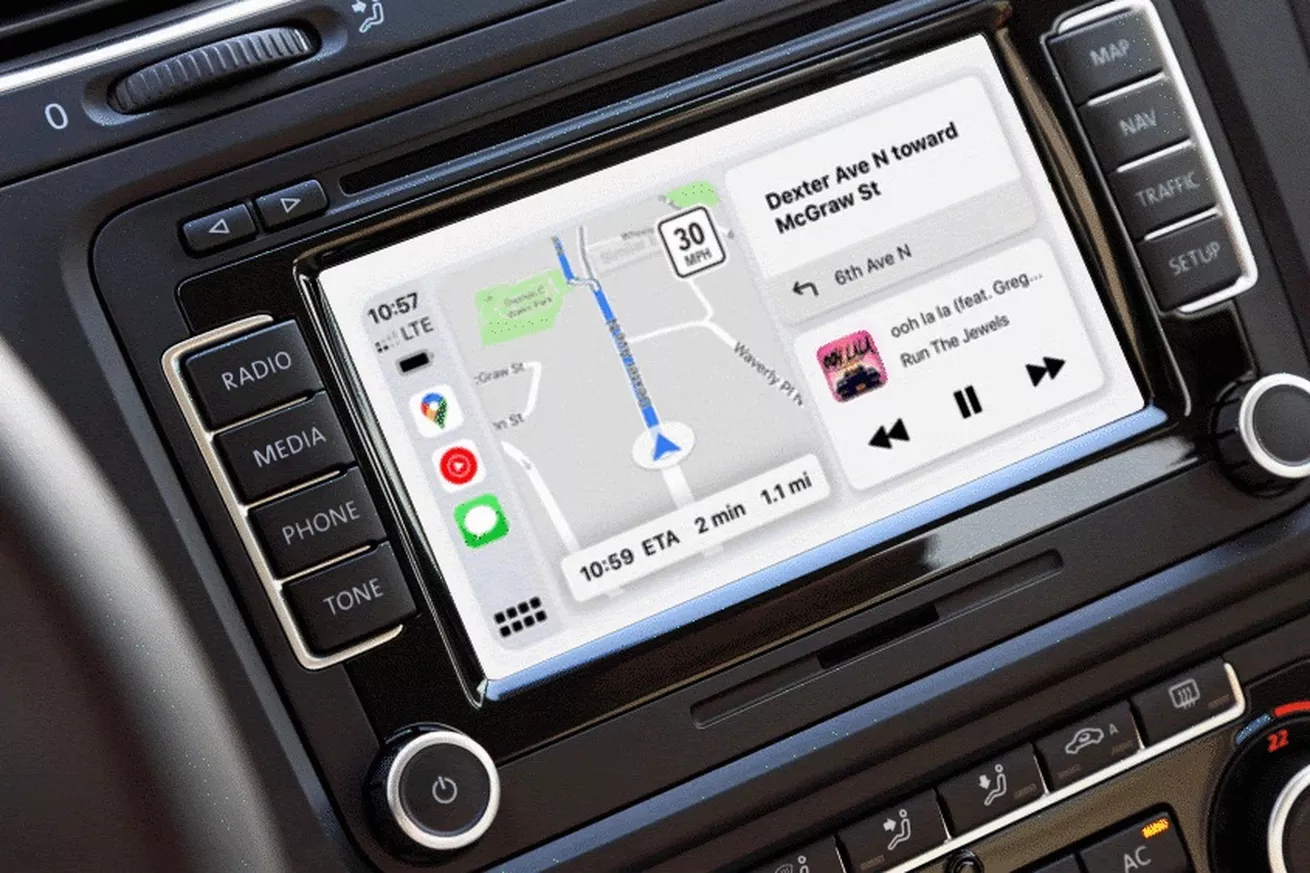 0
MAP
NAV
TRAFFIC
SETUP
RADIO
MEDIA
PHONE
TONE
10:57
LTE
30
MPH
McGraw St
Waverly Pl N
10:59 ETA 2 min 1.1 mi
Dexter Ave N toward
McGraw St
6th Ave N
ooh la la (feat. Greg...
Run The Jewels
OOH LALA
A
22
AC